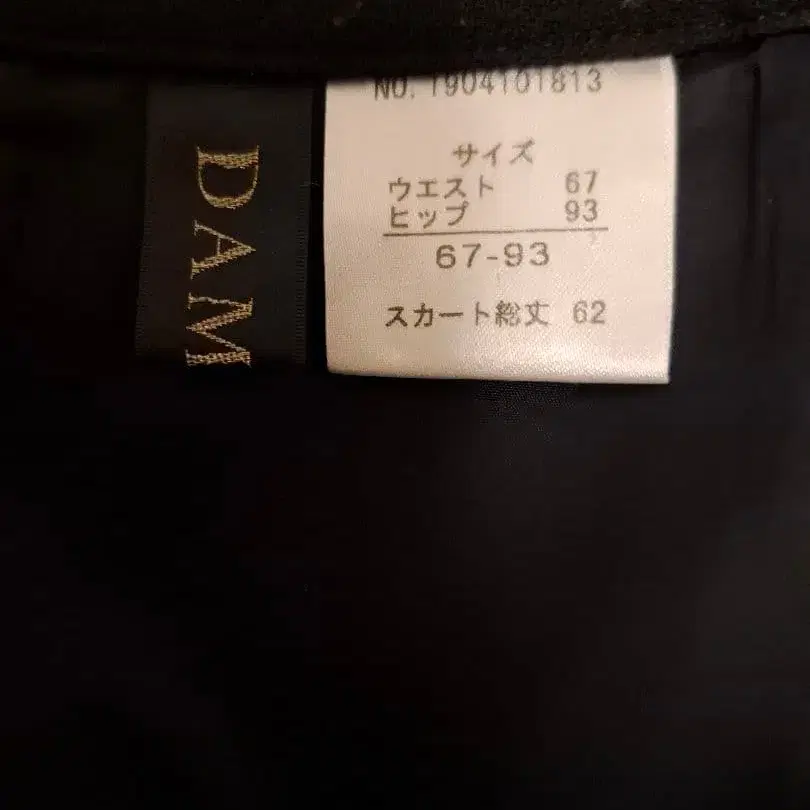 DAM
NO. 1904101813
サイズ
ウエスト 67
ヒップ 93
67-93
スカート総丈 62